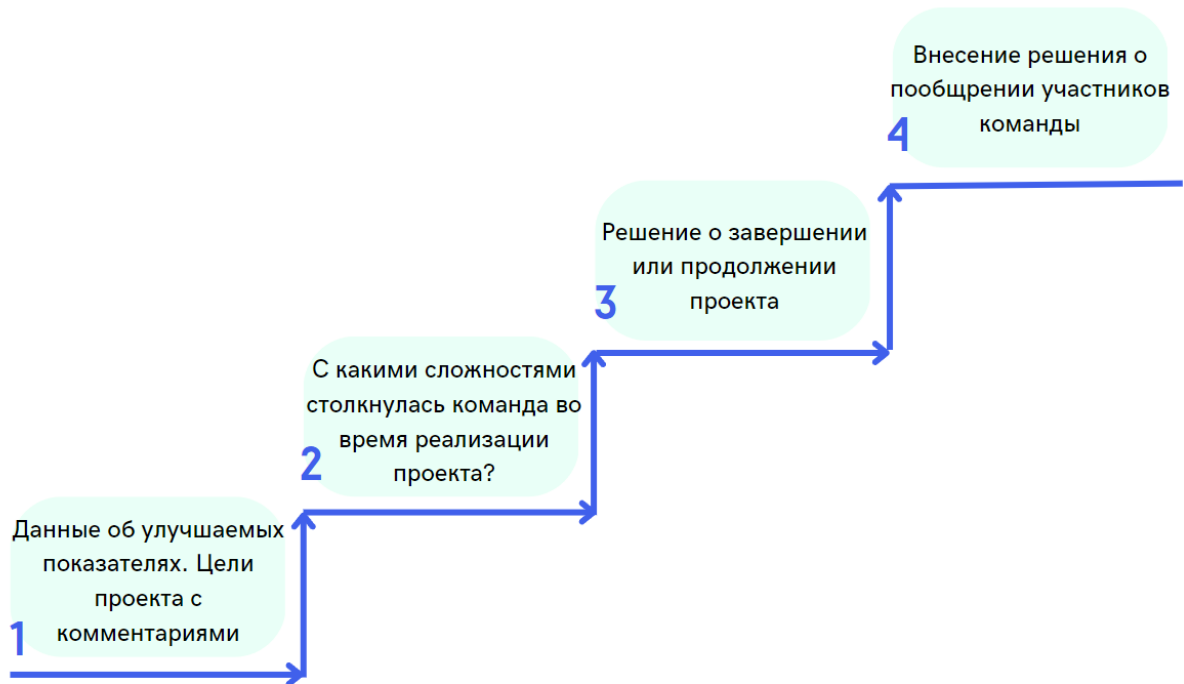 Внесение решения о
пообщрении участников
команды
4
Решение о завершении
или продолжении
проекта
3
С какими сложностями
столкнулась команда во
время реализации
проекта?
2
Данные об улучшаемых
показателях. Цели
проекта с
комментариями
1